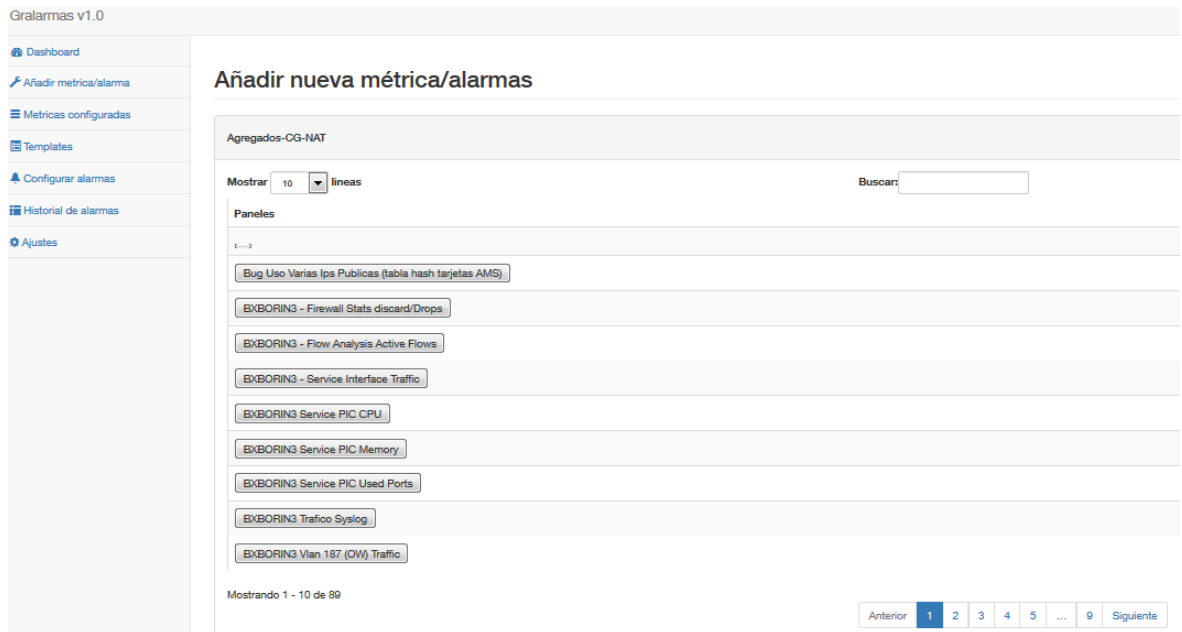 Gralarmas v1.0
Dashboard
Añadir metrica/alarma
Metricas configuradas
Templates
Configurar alarmas
Historial de alarmas
Ajustes
Añadir nueva métrica/alarmas
Agregados-CG-NAT
Mostrar 10 lineas Buscar:
Paneles
Bug Uso Varias Ips Publicas (tabla hash tarjetas AMS)
BXBORIN3 - Firewall Stats discard/Drops
BXBORIN3 - Flow Analysis Active Flows
BXBORIN3 - Service Interface Traffic
BXBORIN3 Service PIC CPU
BXBORIN3 Service PIC Memory
BXBORIN3 Service PIC Used Ports
BXBORIN3 Trafico Syslog
BXBORIN3 Vlan 187 (OW) Traffic
Mostrando 1 - 10 de 89
Anterior 1 2 3 4 5 ... 9 Siguiente